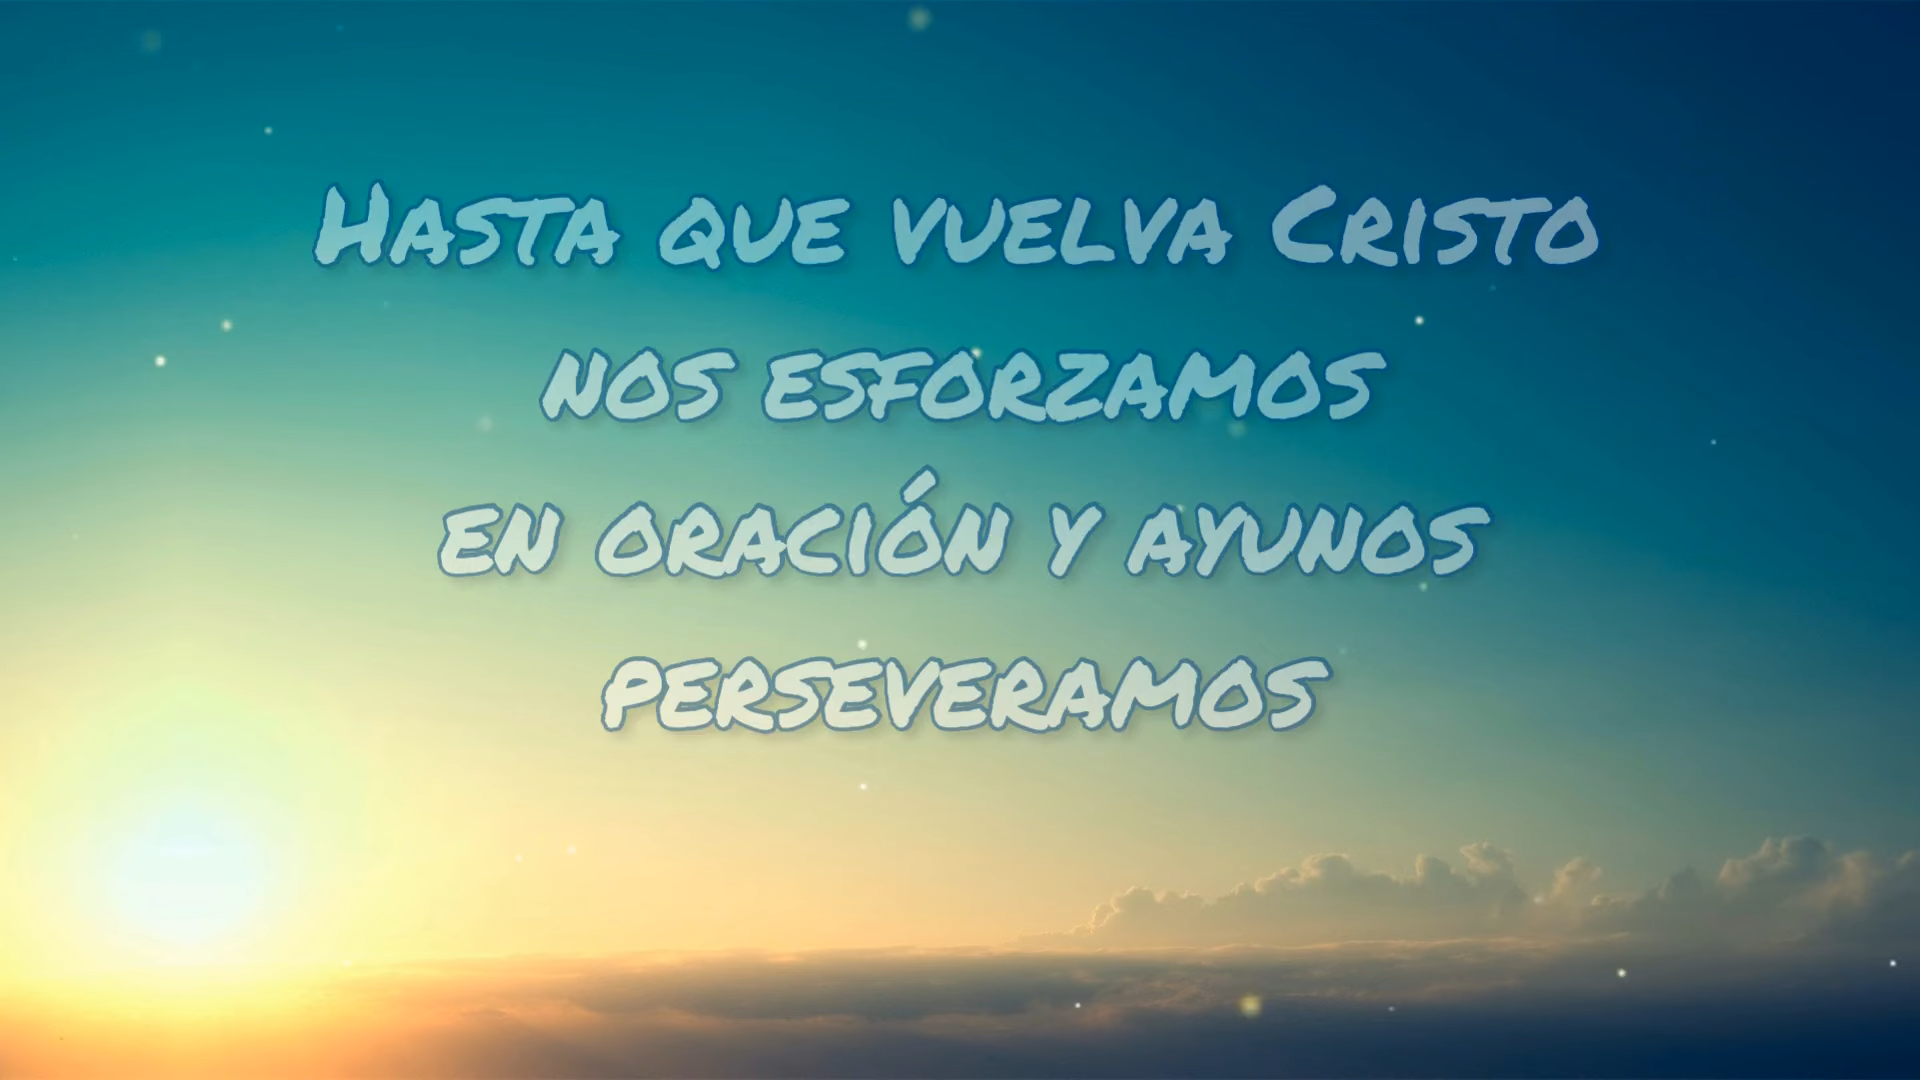 Hasta que vuelva Cristo
nos esforzamos
en oración y ayunos
perseveramos